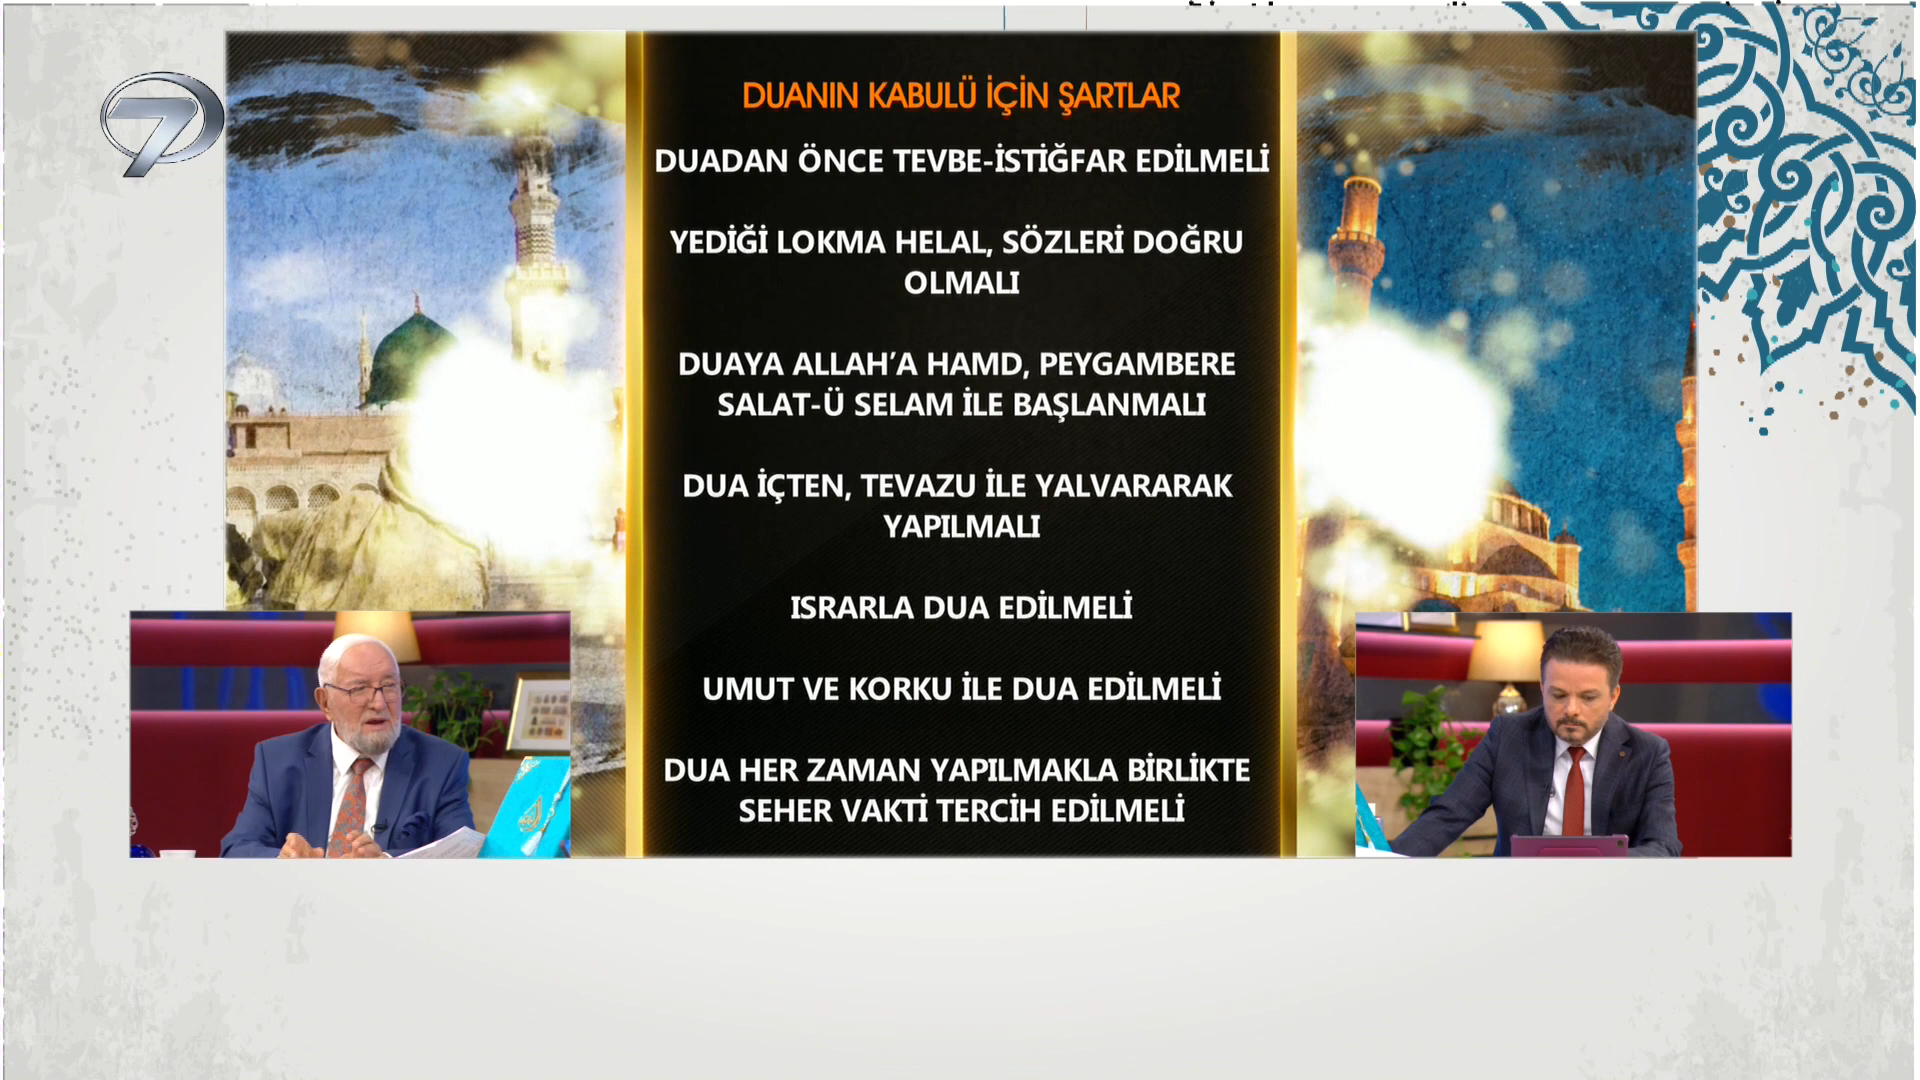 7
DUANIN KABULÜ İÇİN ŞARTLAR
DUADAN ÖNCE TEVBE-İSTİĞFAR EDİLMELİ
YEDİĞİ LOKMA HELAL, SÖZLERİ DOĞRU
OLMALI
DUAYA ALLAH’A HAMD, PEYGAMBERE
SALAT-Ü SELAM İLE BAŞLANMALI
DUA İÇTEN, TEVAZU İLE YALVARARAK
YAPILMALI
ISRARLA DUA EDİLMELİ
UMUT VE KORKU İLE DUA EDİLMELİ
DUA HER ZAMAN YAPILMAKLA BİRLİKTE
SEHER VAKTİ TERCİH EDİLMELİ